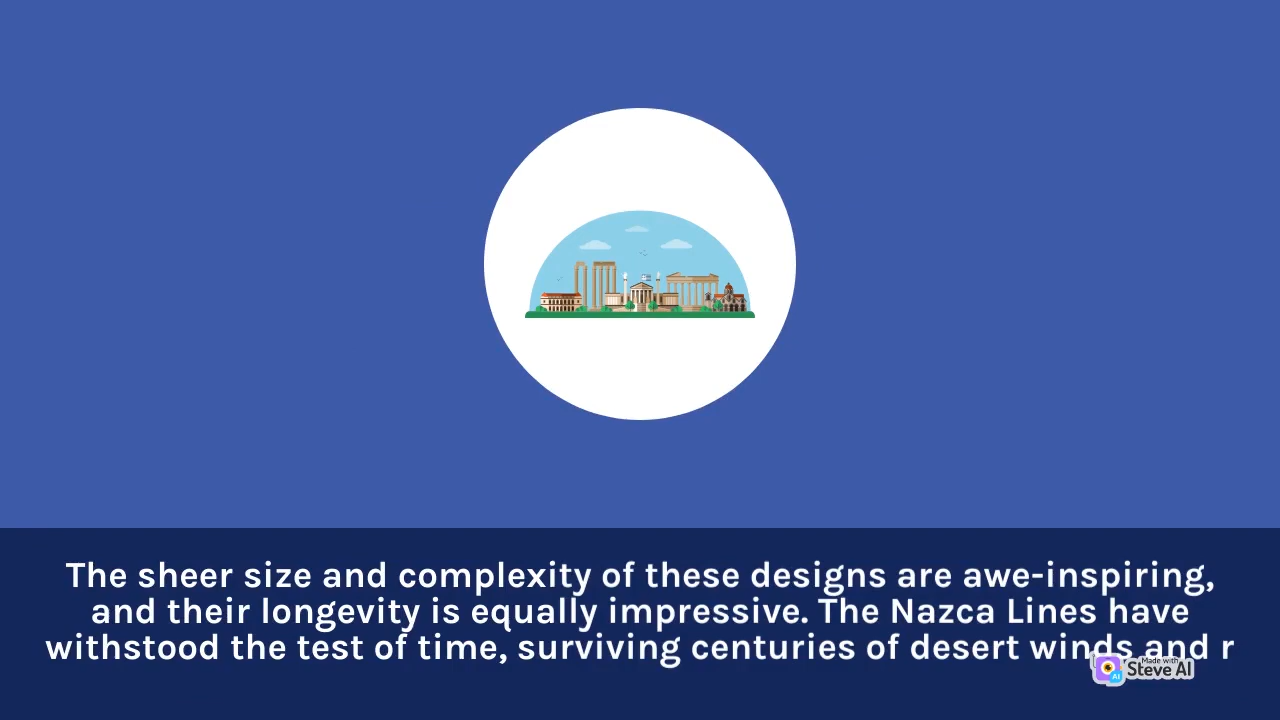 The sheer size and complexity of these designs are awe-inspiring,
and their longevity is equally impressive. The Nazca Lines have
withstood the test of time, surviving centuries of desert winds and r
Made with
AI Steve AI